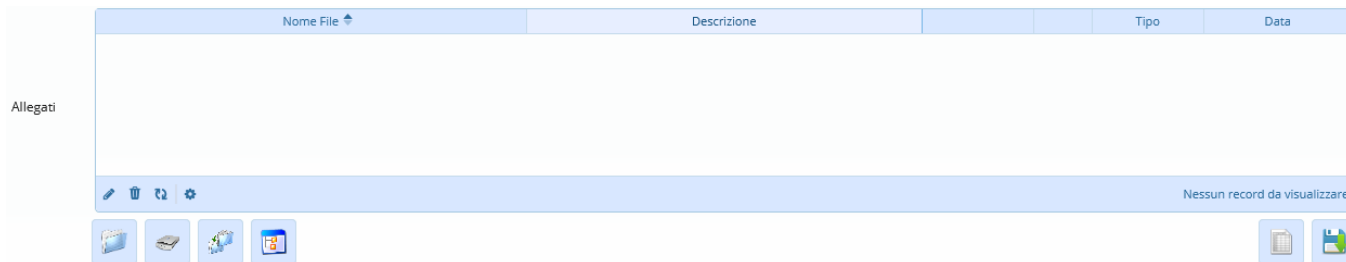 Nome File Descrizione Tipo Data
Allegati
Nessun record da visualizzare